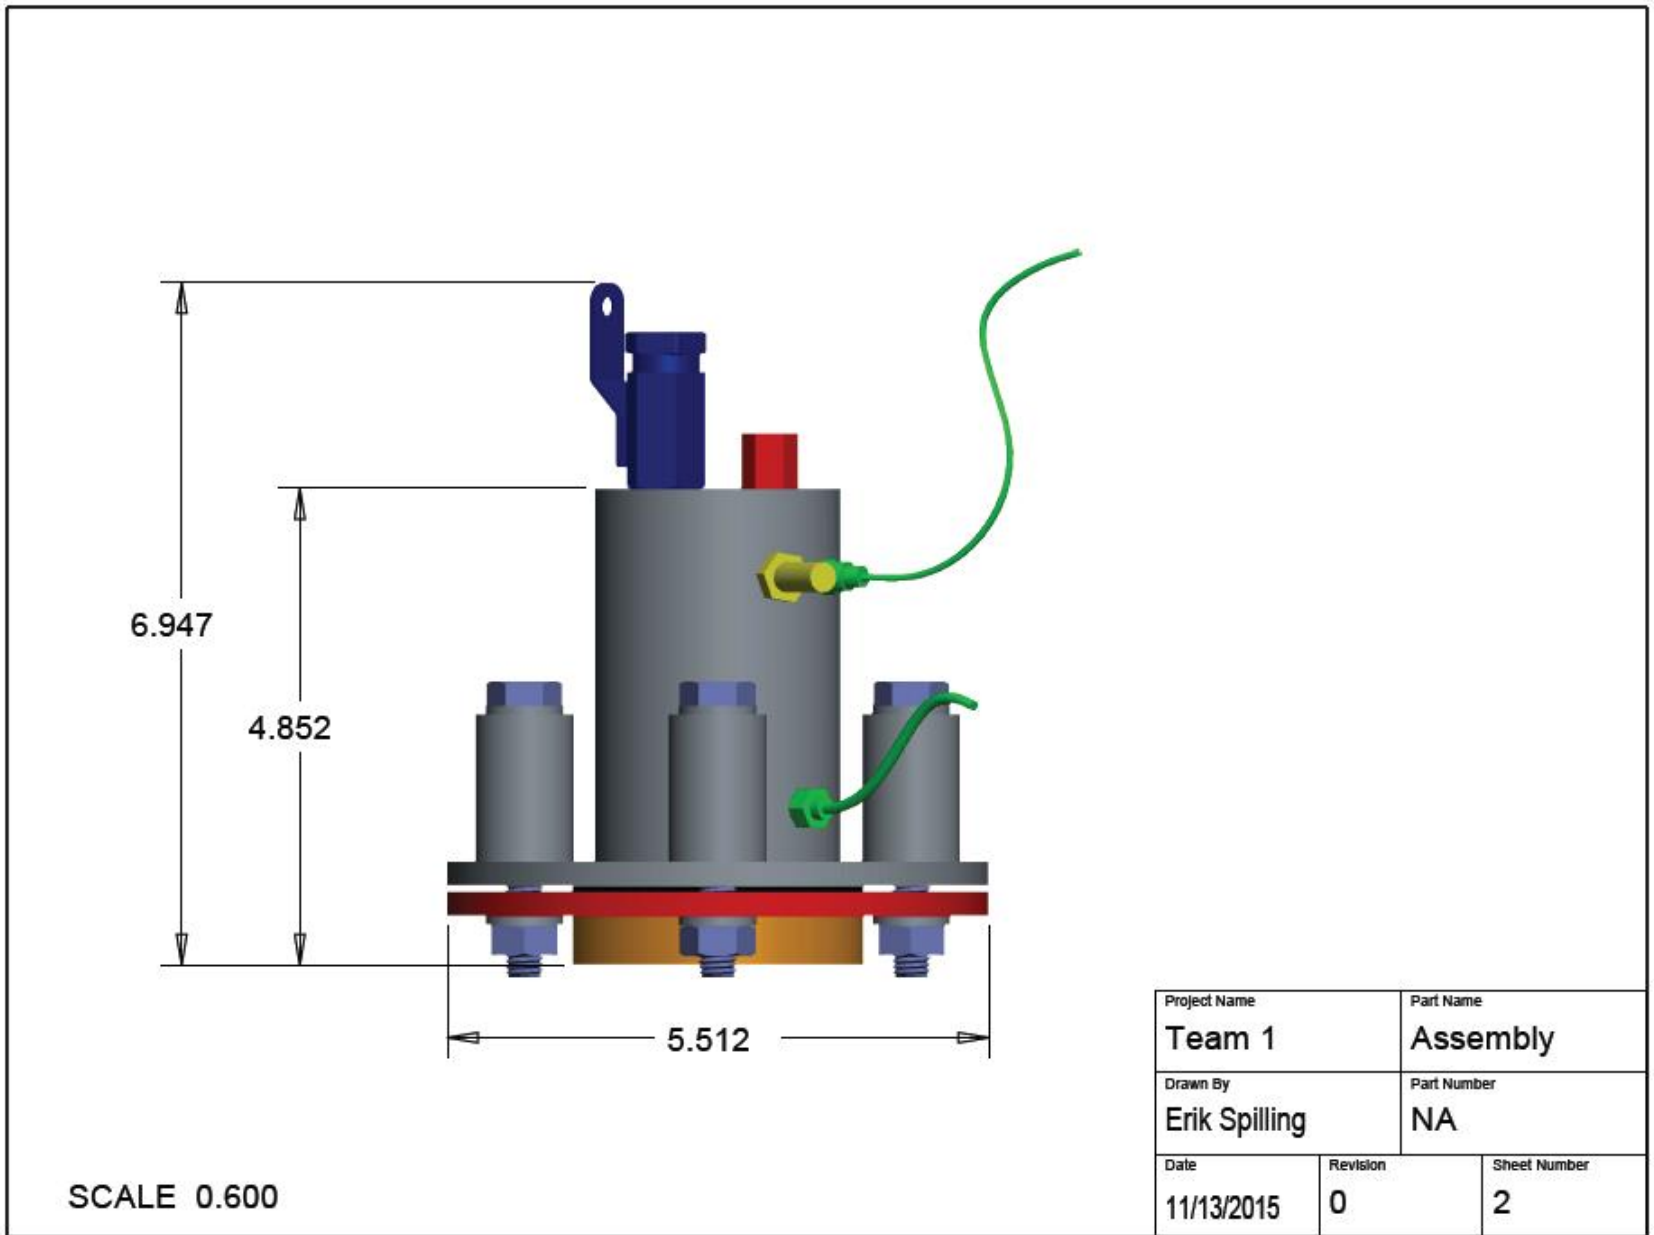 6.947
4.852
5.512
SCALE 0.600
Project Name
Team 1
Part Name
Assembly
Drawn By
Erik Spilling
Part Number
NA
Date
11/13/2015
Revision
0
Sheet Number
2